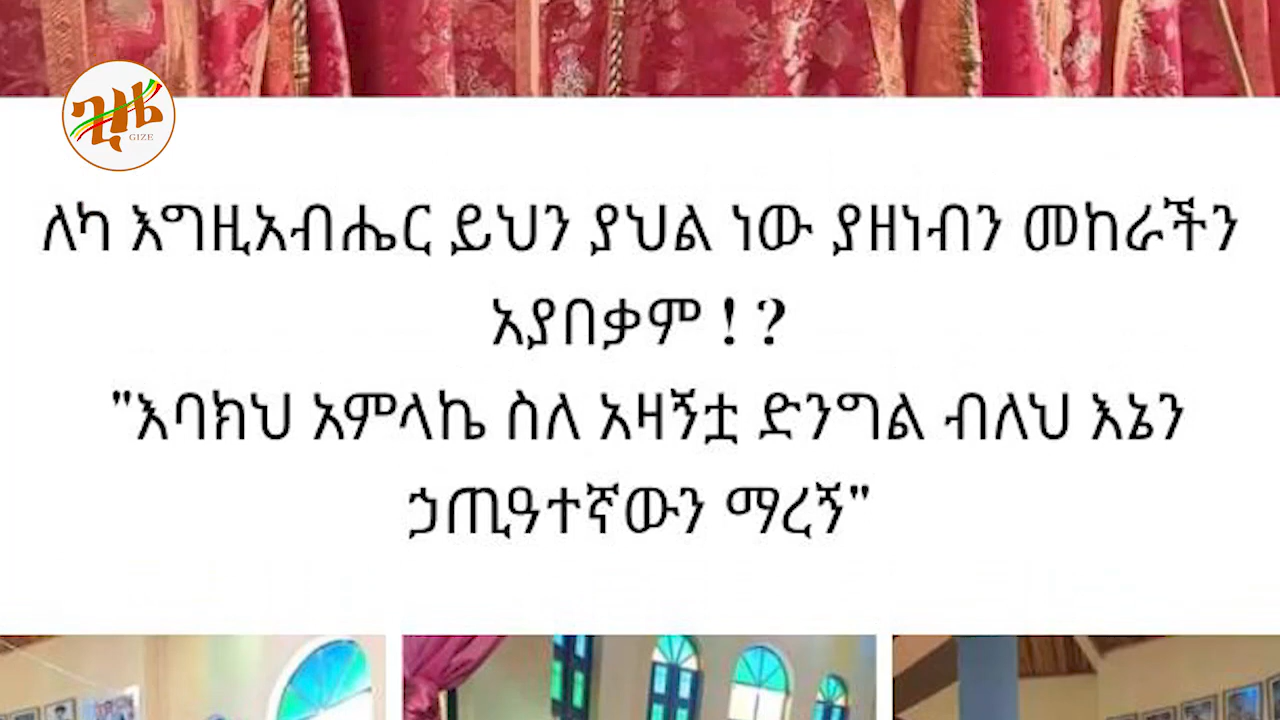 ጊዜ
GIZE
ለካ እግዚአብሔር ይህን ያህል ነው ያዘነብን መከራችን
አያበቃም ! ?
"እባክህ አምላኬ ስለ አዛኝቷ ድንግል ብለህ እኔን
ኃጢዓተኛውን ማረኝ"